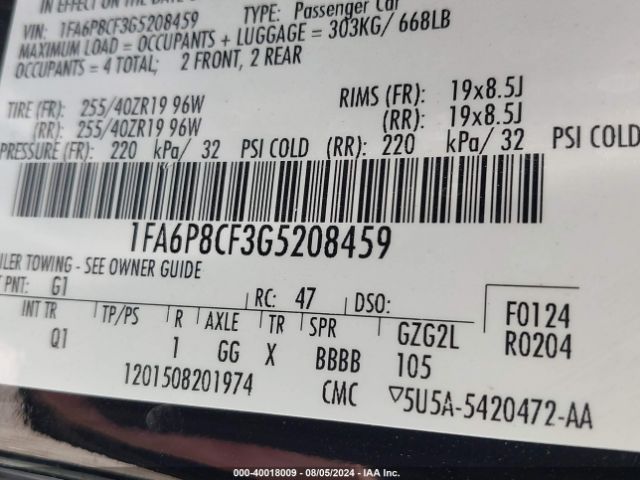 IN EFFECT ON THE DATE
VIN: 1FA6P8CF3G5208459 TYPE: Passenger Car
MAXIMUM LOAD = OCCUPANTS + LUGGAGE = 303KG/ 668LB
OCCUPANTS = 4 TOTAL; 2 FRONT, 2 REAR
TIRE (FR): 255/40ZR19 96W RIMS (FR): 19x8.5J
(RR): 255/40ZR19 96W (RR): 19x8.5J
PRESSURE (FR): 220 kPa/ 32 PSI COLD (RR): 220 kPa/ 32 PSI COLD
1FA6P8CF3G5208459
TOWING - SEE OWNER GUIDE
PNT: G1 RC: 47 DSO: F0124
INT TR TP/PS R AXLE TR SPR GZG2L R0204
Q1 1 GG X BBBB 105
1201508201974 CMC ▽5U5A-5420472-AA
000-40018009 - 08/05/2024 - IAA Inc.